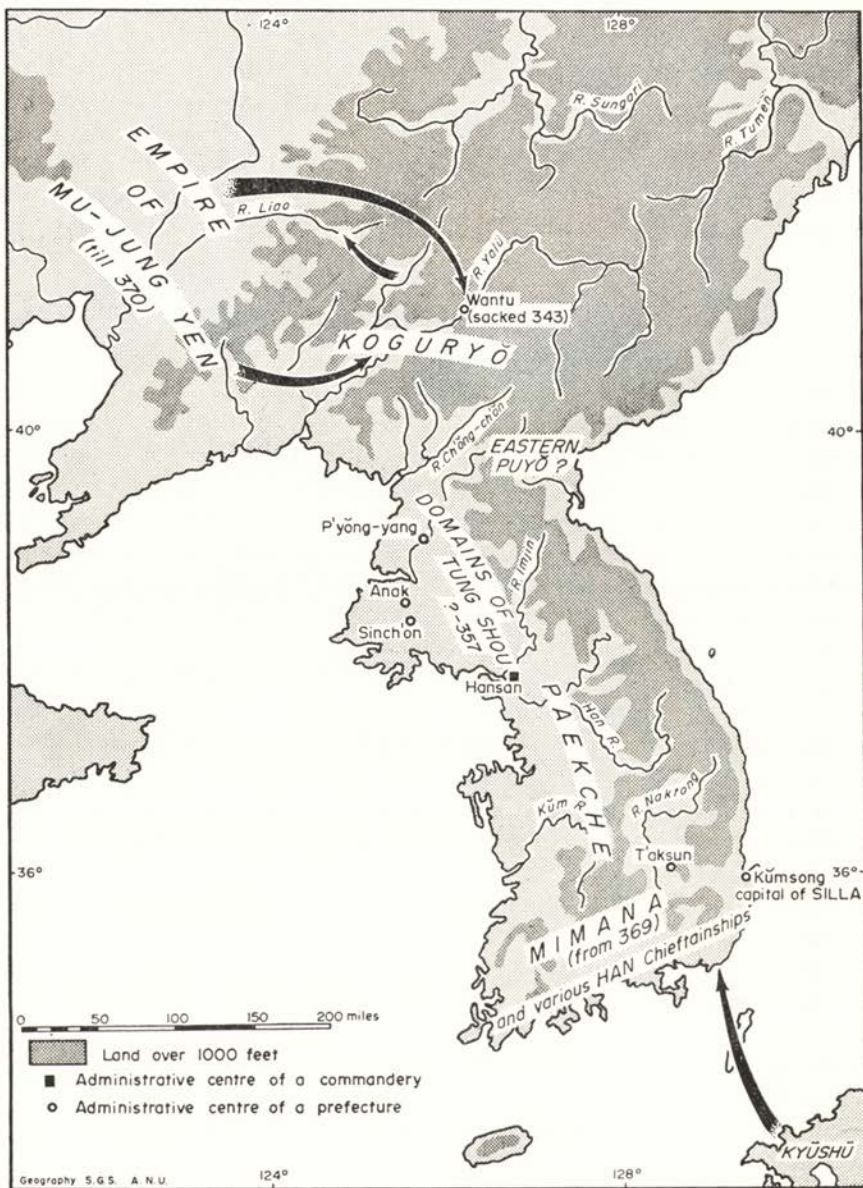 124°
128°
R. Sungari
R. Tumen
EMPIRE
OF
MU-JUNG YEN
(till 370)
R. Liao
R. Yalü
Wantu
(sacked 343)
KOGURYŎ
40°
40°
R. Ch'ŏng-ch'ŏn
EASTERN
PUYŎ ?
P'yŏng-yang
DOMAINS OF
TUNG SHOU
?-357
R. Imjin
Anak
Sinch'on
Hansan
PAEKCHE
Han R.
Kŭm R.
R. Naktong
T'aksun
36°
36°
Kŭmsong
capital of SILLA
MIMANA
(from 369)
and various HAN Chieftainships
0 50 100 200 miles
Land over 1000 feet
Administrative centre of a commandery
Administrative centre of a prefecture
KYŪSHŪ
Geography S.G.S. A.N.U.
124°
128°